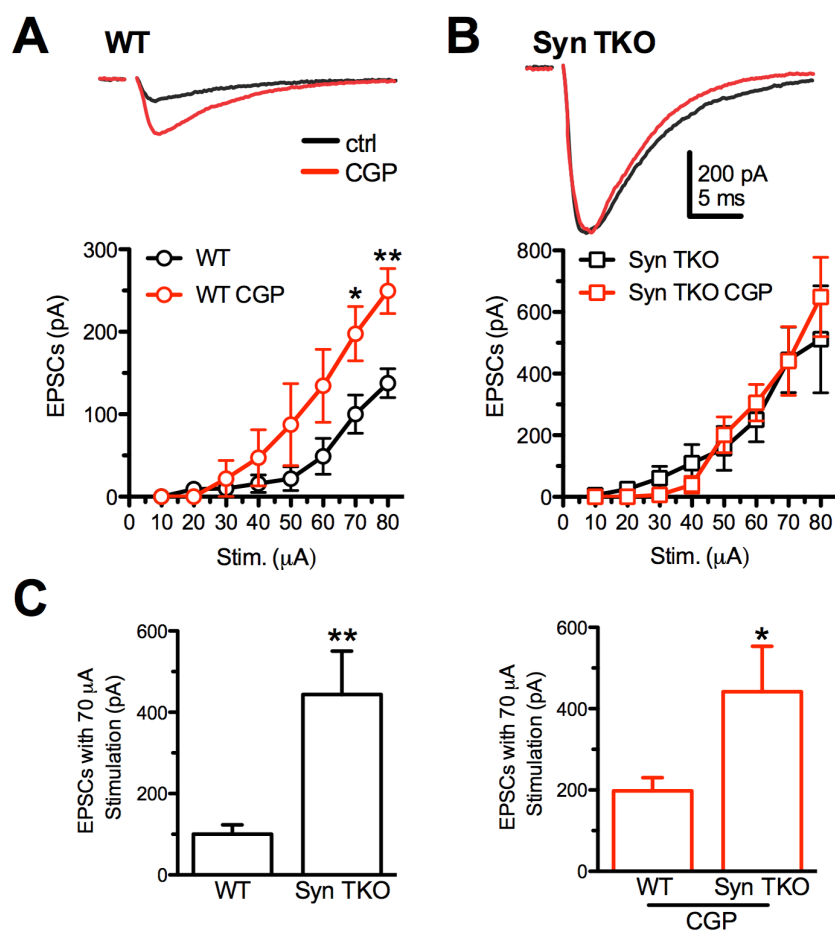 A
WT
ctrl
CGP
B
Syn TKO
200 pA
5 ms
EPSCs (pA)
300
200
100
0
WT
WT CGP
*
**
0 10 20 30 40 50 60 70 80
Stim. (μA)
EPSCs (pA)
800
600
400
200
0
Syn TKO
Syn TKO CGP
0 10 20 30 40 50 60 70 80
Stim. (μA)
C
EPSCs with 70 μA
Stimulation (pA)
600
400
200
0
**
WT Syn TKO
EPSCs with 70 μA
Stimulation (pA)
600
400
200
0
*
WT Syn TKO
CGP